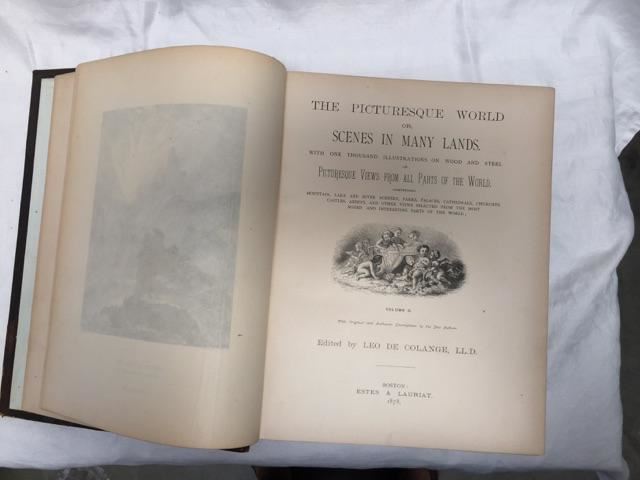 THE PICTURESQUE WORLD
OR,
SCENES IN MANY LANDS.
WITH ONE THOUSAND ILLUSTRATIONS ON WOOD AND STEEL
OF
PICTURESQUE VIEWS FROM ALL PARTS OF THE WORLD.
COMPRISING
MOUNTAIN, LAKE AND RIVER SCENERY, PARKS, PALACES, CATHEDRALS, CHURCHES,
CASTLES, ABBEYS, AND OTHER VIEWS SELECTED FROM THE MOST
NOTED AND INTERESTING PARTS OF THE WORLD;
VOLUME II.
With Original and Authentic Descriptions by the Best Authors.
Edited by LEO DE COLANGE, LL.D.
BOSTON:
ESTES & LAURIAT.
1878.